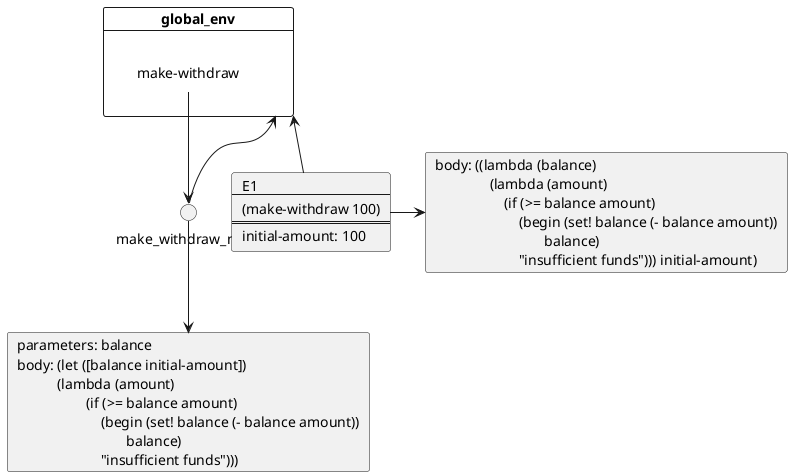 global_env
make-withdraw
E1
(make-withdraw 100)
initial-amount: 100
body: ((lambda (balance)
(lambda (amount)
(if (>= balance amount)
(begin (set! balance (- balance amount))
balance)
"insufficient funds"))) initial-amount)
make_withdraw_r
parameters: balance
body: (let ([balance initial-amount])
(lambda (amount)
(if (>= balance amount)
(begin (set! balance (- balance amount))
balance)
"insufficient funds")))